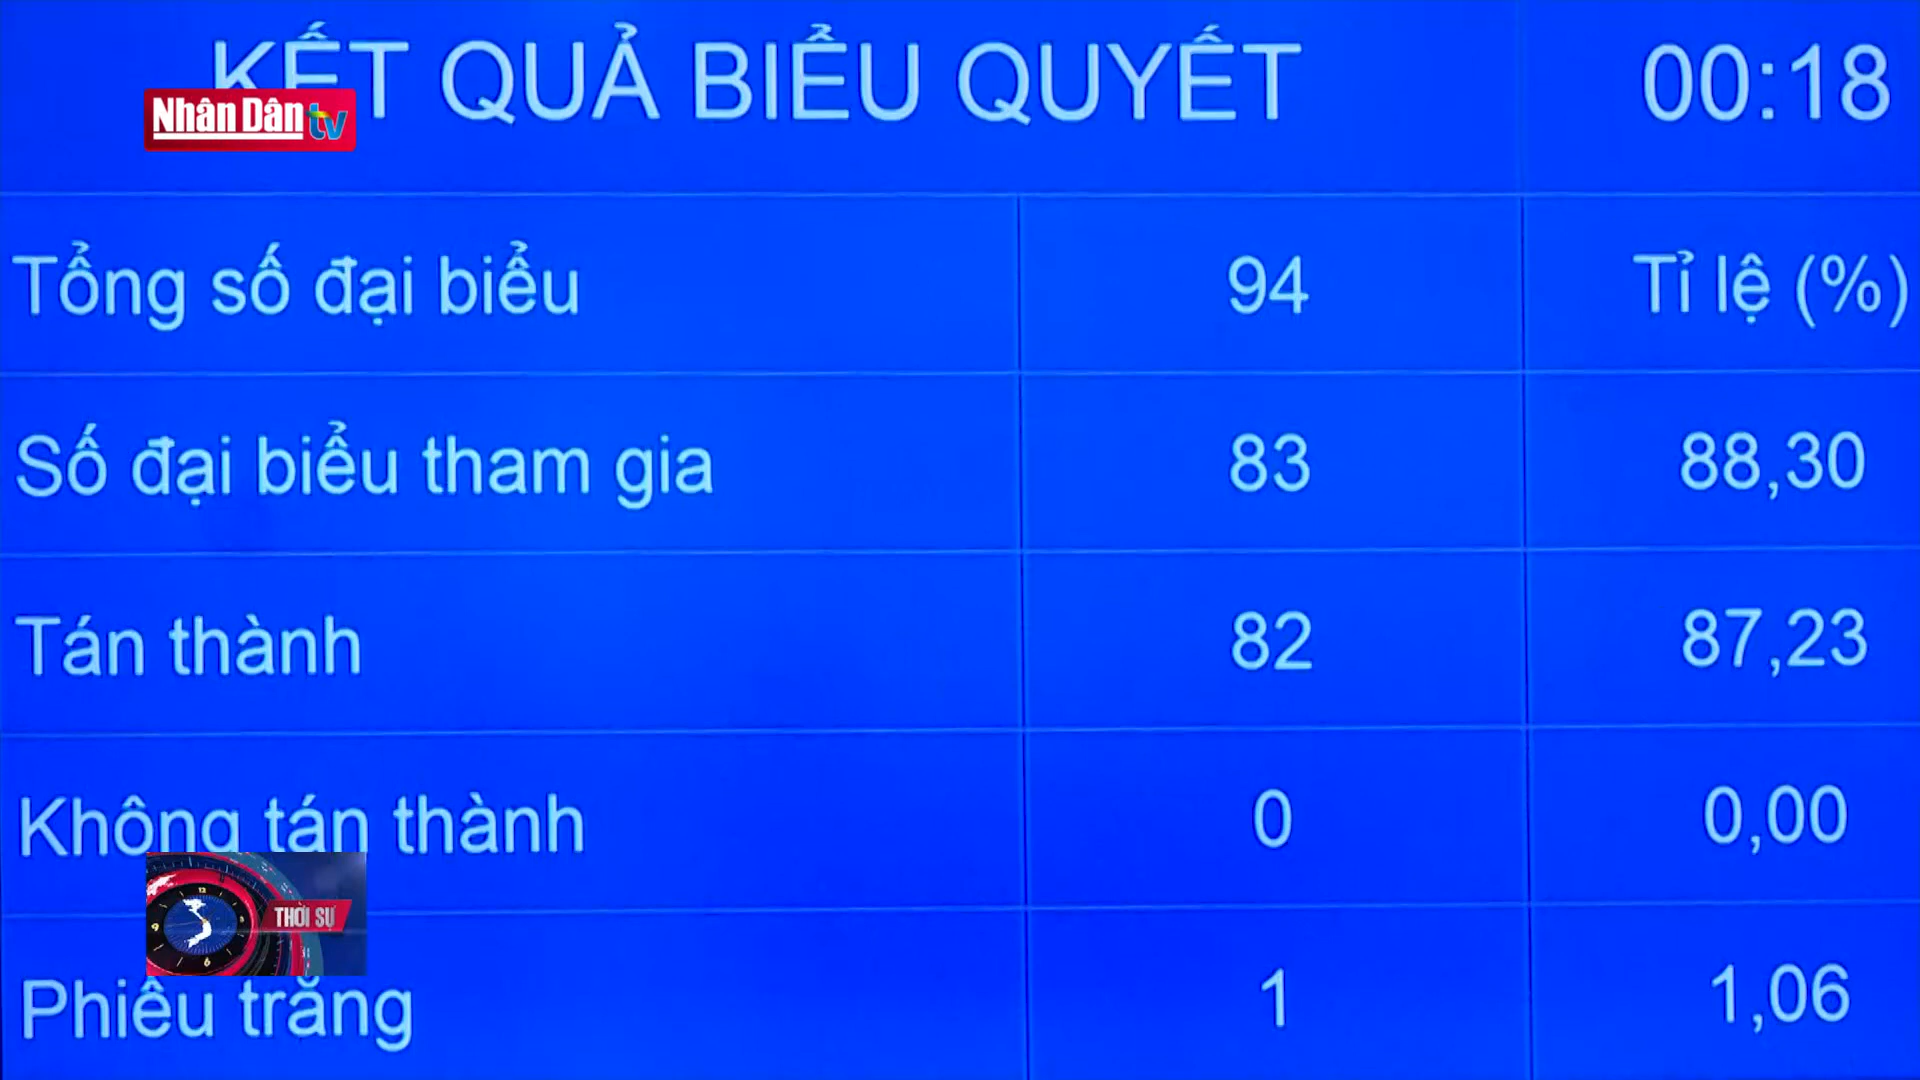 KẾT QUẢ BIỂU QUYẾT 00:18
Nhân Dân tv
Tổng số đại biểu 94 Tỉ lệ (%)
Số đại biểu tham gia 83 88,30
Tán thành 82 87,23
Không tán thành 0 0,00
THỜI SỰ
Phiếu trắng 1 1,06